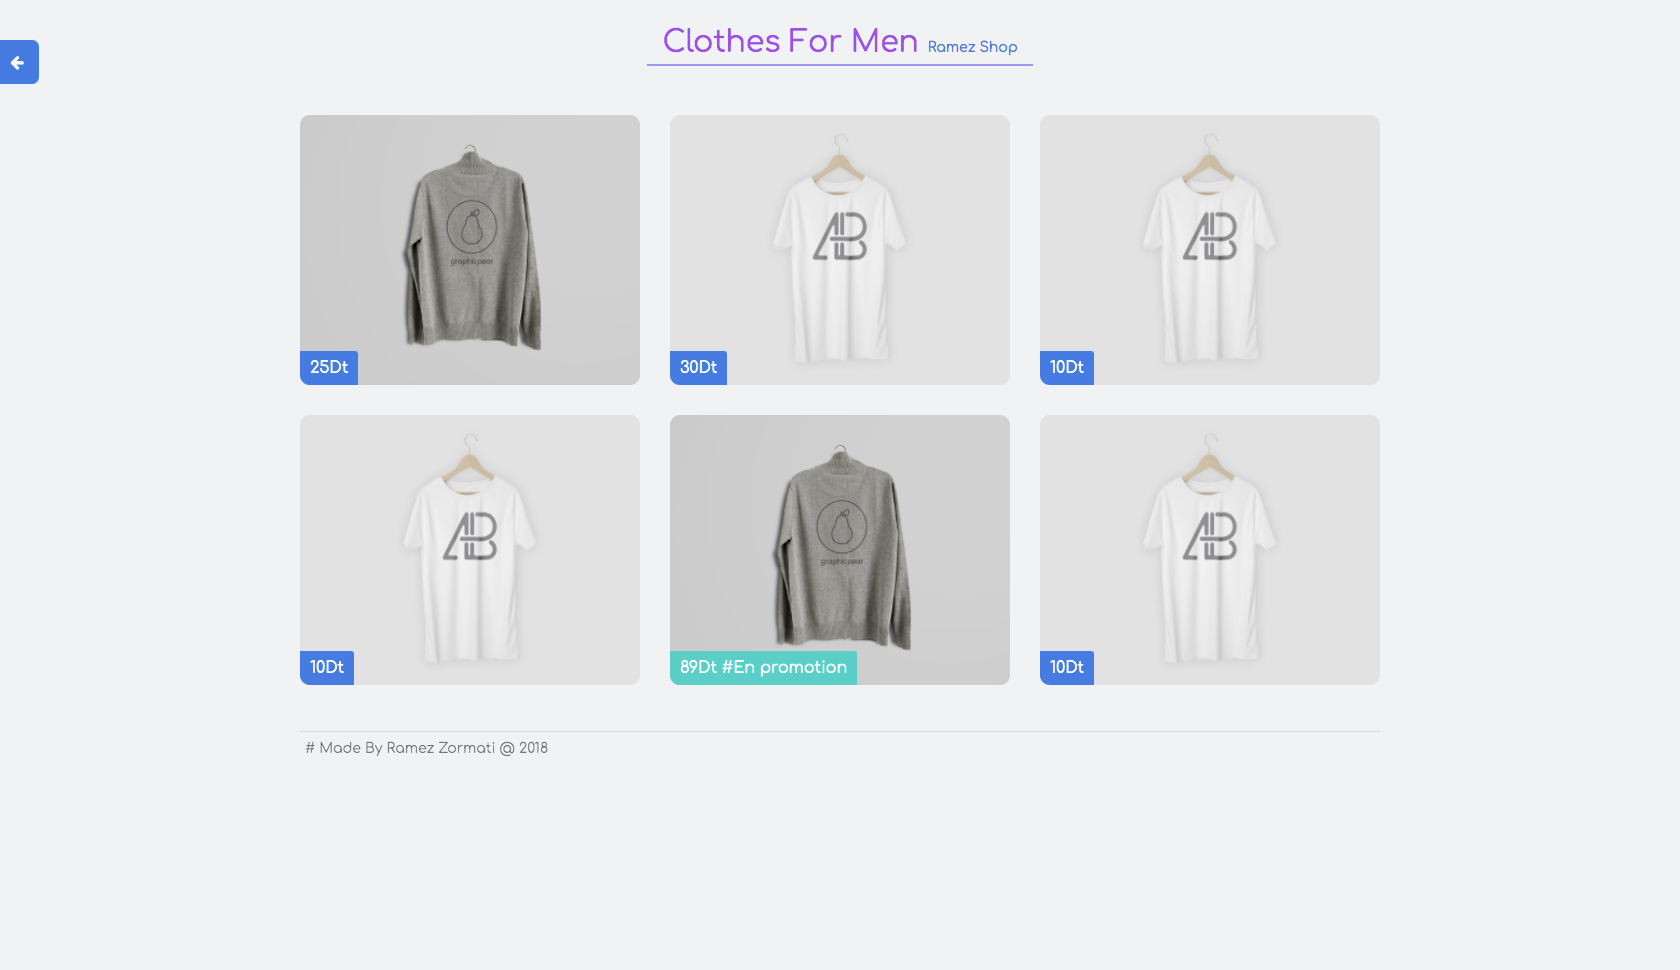 Clothes For Men Ramez Shop
graphicpear
AB
AB
25Dt
30Dt
10Dt
AB
graphicpear
AB
10Dt
89Dt #En promotion
10Dt
# Made By Ramez Zormati @ 2018